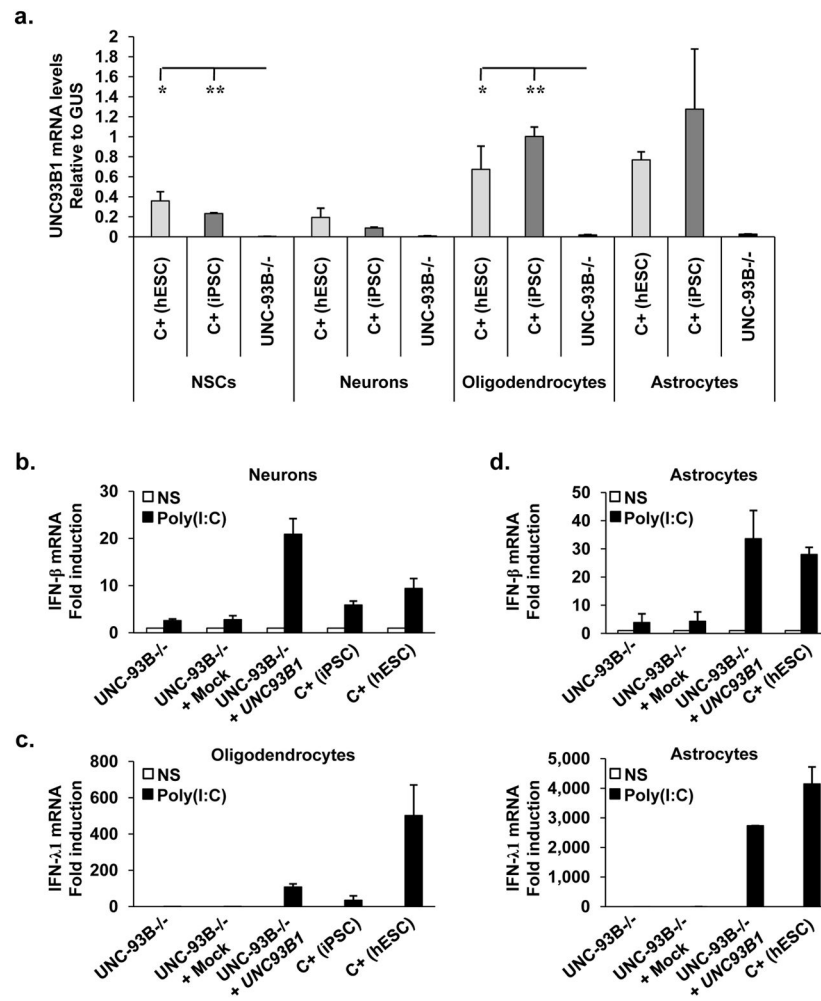 a.
UNC93B1 mRNA levels
Relative to GUS
2
1.8
1.6
1.4
1.2
1
0.8
0.6
0.4
0.2
0
* ** * **
C+ (hESC) C+ (iPSC) UNC-93B-/- C+ (hESC) C+ (iPSC) UNC-93B-/- C+ (hESC) C+ (iPSC) UNC-93B-/- C+ (hESC) C+ (iPSC) UNC-93B-/-
NSCs Neurons Oligodendrocytes Astrocytes
b.
Neurons
IFN-β mRNA
Fold induction
30
20
10
0
NS
Poly(I:C)
UNC-93B-/-
UNC-93B-/-
+ Mock
UNC-93B-/-
+ UNC93B1
C+ (iPSC)
C+ (hESC)
d.
Astrocytes
IFN-β mRNA
Fold induction
50
40
30
20
10
0
NS
Poly(I:C)
UNC-93B-/-
UNC-93B-/-
+ Mock
UNC-93B-/-
+ UNC93B1
C+ (hESC)
c.
Oligodendrocytes
IFN-λ1 mRNA
Fold induction
800
600
400
200
0
NS
Poly(I:C)
UNC-93B-/-
UNC-93B-/-
+ Mock
UNC-93B-/-
+ UNC93B1
C+ (iPSC)
C+ (hESC)
Astrocytes
IFN-λ1 mRNA
Fold induction
5,000
4,000
3,000
2,000
1,000
0
NS
Poly(I:C)
UNC-93B-/-
UNC-93B-/-
+ Mock
UNC-93B-/-
+ UNC93B1
C+ (hESC)